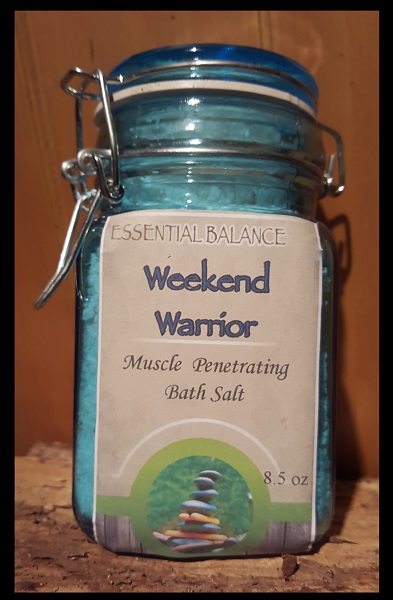 ESSENTIAL BALANCE
Weekend
Warrior
Muscle Penetrating
Bath Salt
8.5 oz